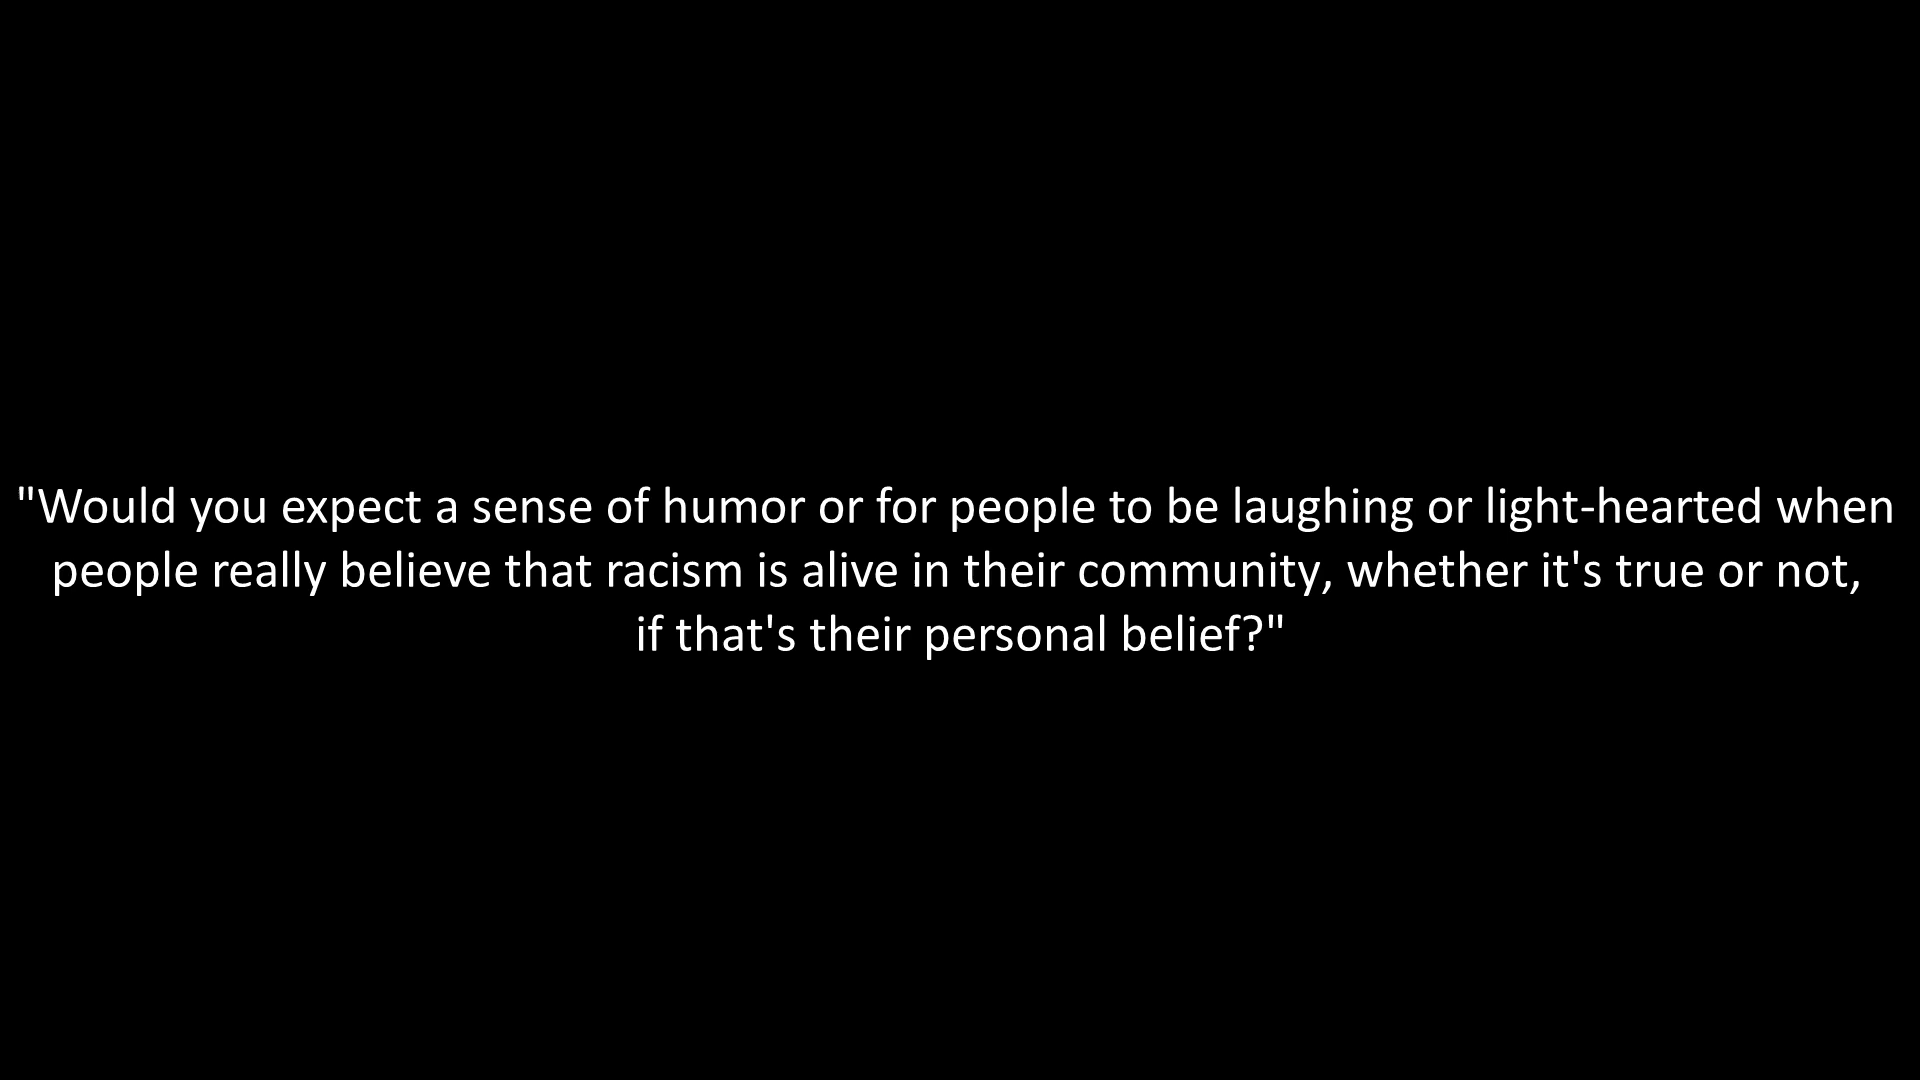 "Would you expect a sense of humor or for people to be laughing or light-hearted when
people really believe that racism is alive in their community, whether it's true or not,
if that's their personal belief?"